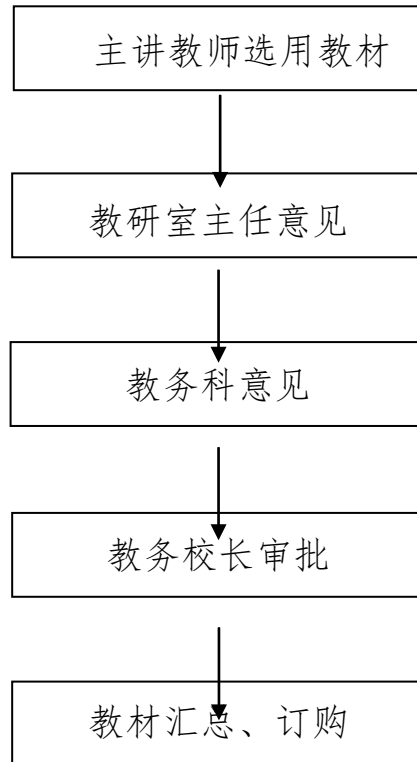 主讲教师选用教材
教研室主任意见
教务科意见
教务校长审批
教材汇总、订购